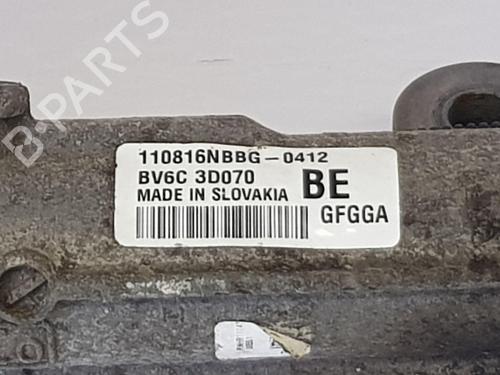 B-PARTS
110816NBBG-0412
BV6C 3D070 BE
MADE IN SLOVAKIA
GFGGA